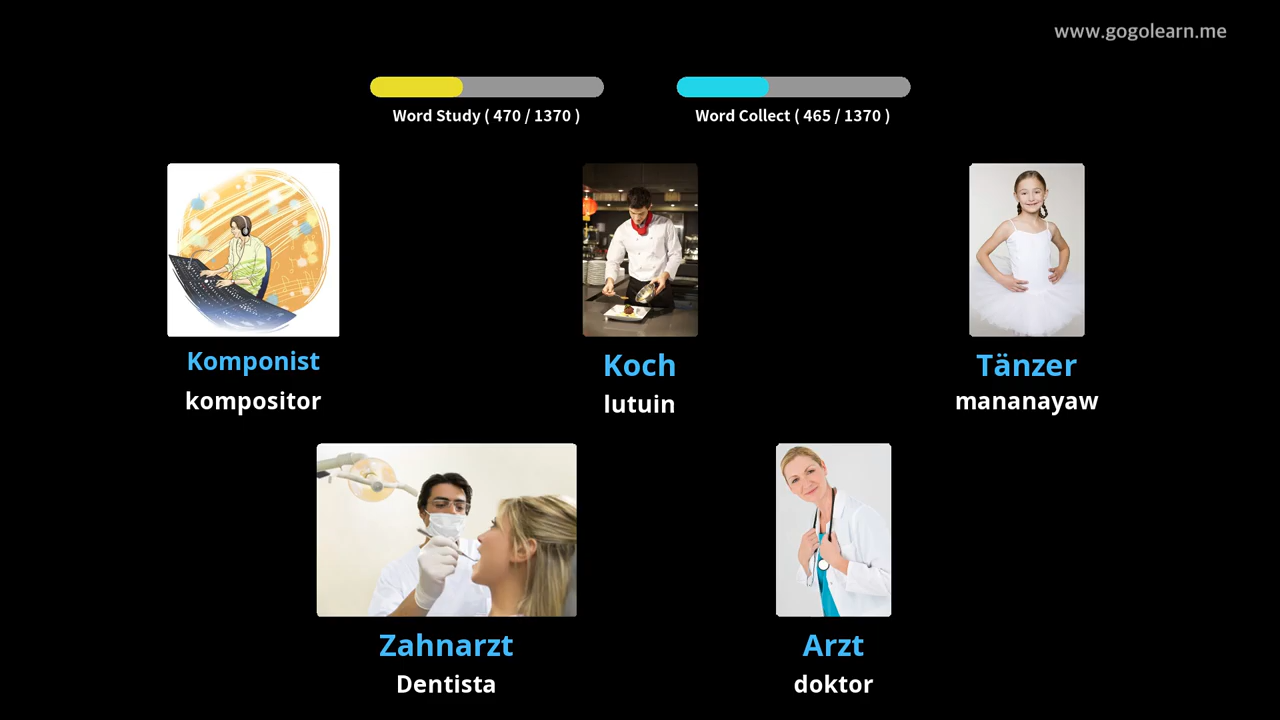 www.gogolearn.me
Word Study ( 470 / 1370 )
Word Collect ( 465 / 1370 )
Komponist
kompositor
Koch
lutuin
Tänzer
mananayaw
Zahnarzt
Dentista
Arzt
doktor